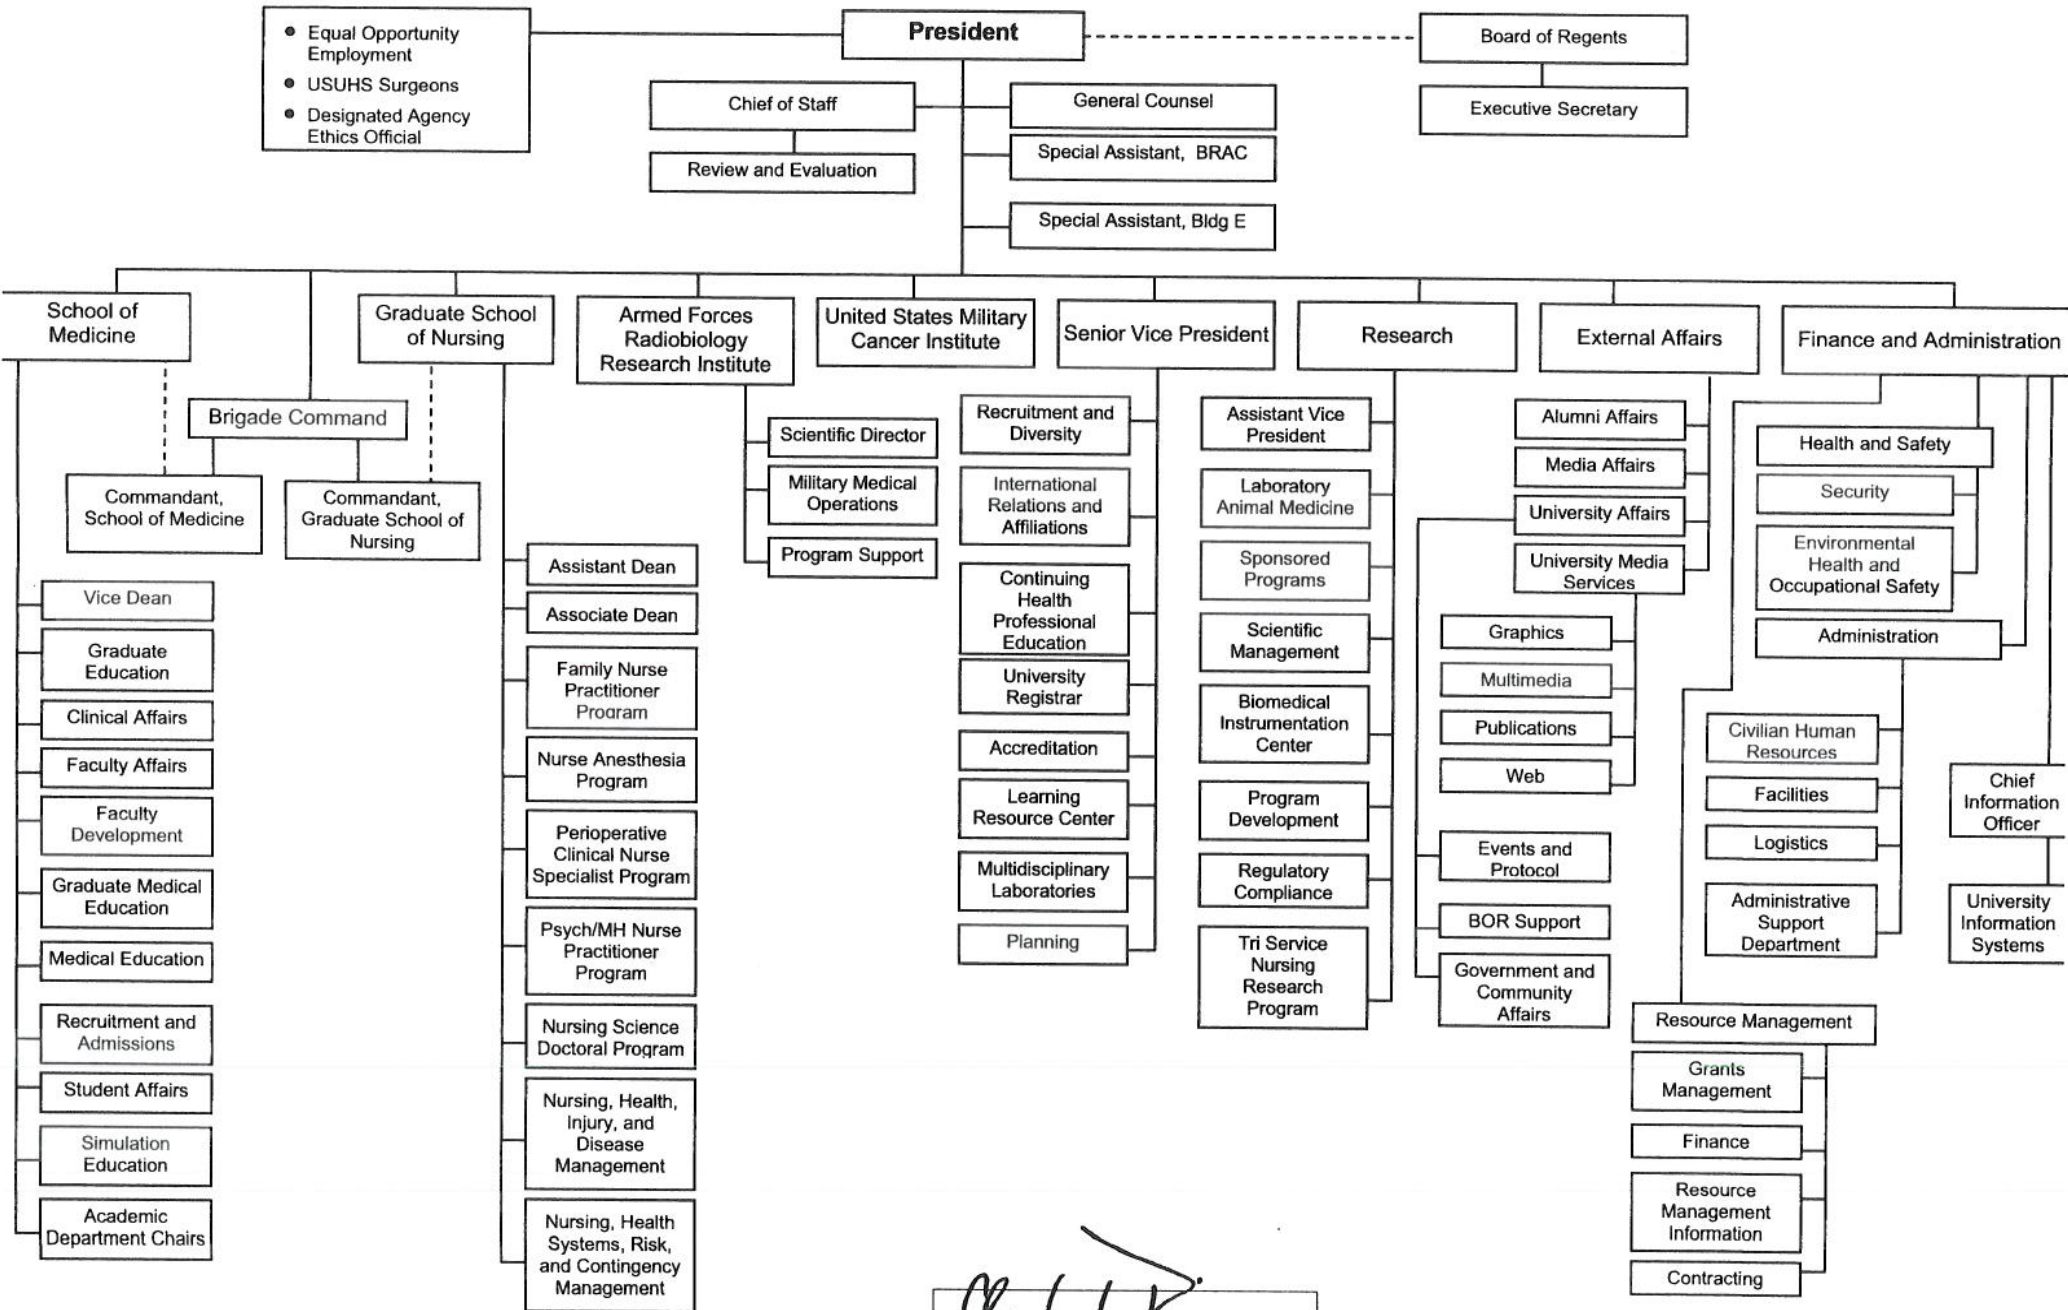 President
Equal Opportunity
Employment
USUHS Surgeons
Designated Agency
Ethics Official
Board of Regents
Executive Secretary
Chief of Staff
Review and Evaluation
General Counsel
Special Assistant, BRAC
Special Assistant, Bldg E
School of
Medicine
Brigade Command
Commandant,
School of Medicine
Commandant,
Graduate School of
Nursing
Vice Dean
Graduate
Education
Clinical Affairs
Faculty Affairs
Faculty
Development
Graduate Medical
Education
Medical Education
Recruitment and
Admissions
Student Affairs
Simulation
Education
Academic
Department Chairs
Graduate School
of Nursing
Assistant Dean
Associate Dean
Family Nurse
Practitioner
Program
Nurse Anesthesia
Program
Perioperative
Clinical Nurse
Specialist Program
Psych/MH Nurse
Practitioner
Program
Nursing Science
Doctoral Program
Nursing, Health,
Injury, and
Disease
Management
Nursing, Health
Systems, Risk,
and Contingency
Management
Armed Forces
Radiobiology
Research Institute
Scientific Director
Military Medical
Operations
Program Support
United States Military
Cancer Institute
Senior Vice President
Recruitment and
Diversity
International
Relations and
Affiliations
Continuing
Health
Professional
Education
University
Registrar
Accreditation
Learning
Resource Center
Multidisciplinary
Laboratories
Planning
Research
Assistant Vice
President
Laboratory
Animal Medicine
Sponsored
Programs
Scientific
Management
Biomedical
Instrumentation
Center
Program
Development
Regulatory
Compliance
Tri Service
Nursing
Research
Program
External Affairs
Alumni Affairs
Media Affairs
University Affairs
University Media
Services
Graphics
Multimedia
Publications
Web
Events and
Protocol
BOR Support
Government and
Community
Affairs
Finance and Administration
Health and Safety
Security
Environmental
Health and
Occupational Safety
Administration
Civilian Human
Resources
Facilities
Logistics
Administrative
Support
Department
Chief
Information
Officer
University
Information
Systems
Resource Management
Grants
Management
Finance
Resource
Management
Information
Contracting